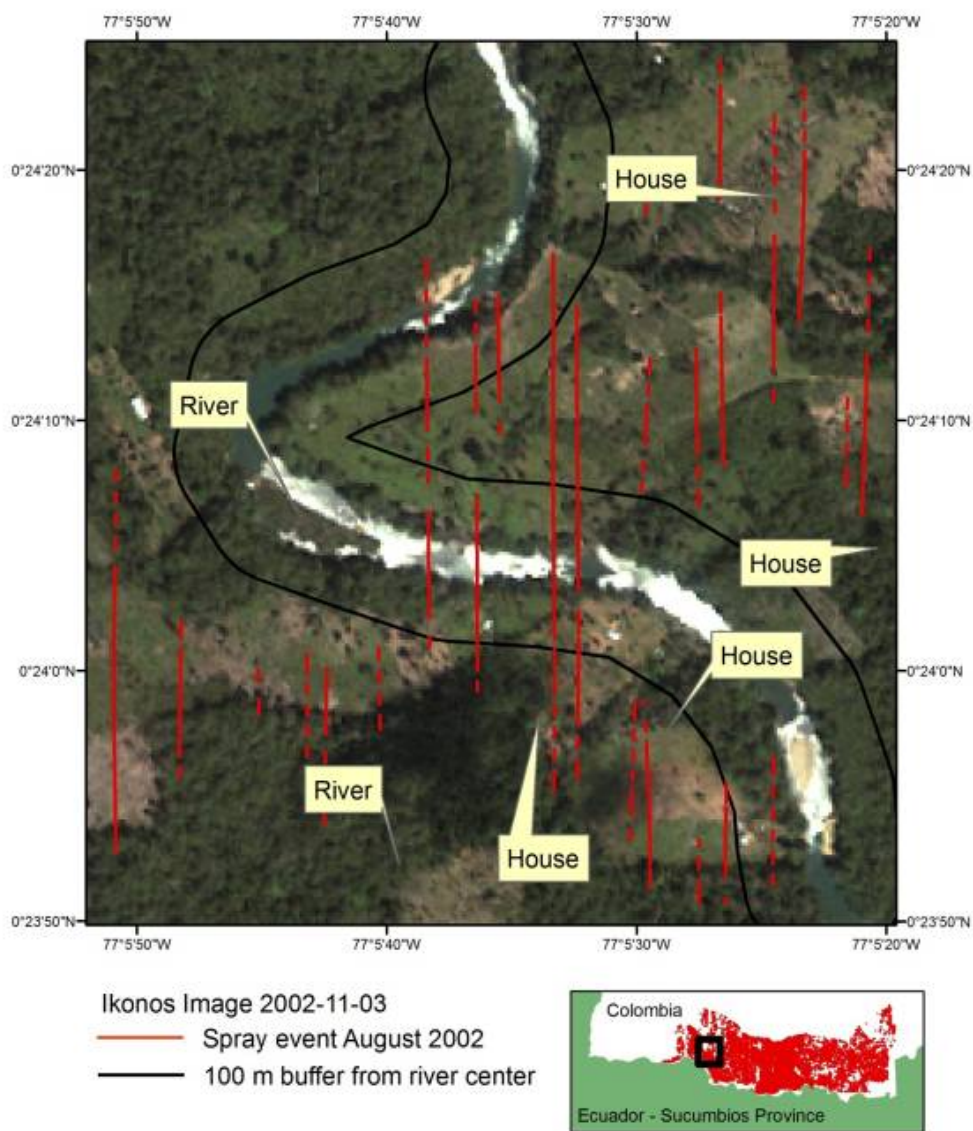 77°5'50"W 77°5'40"W 77°5'30"W 77°5'20"W
0°24'20"N 0°24'20"N
House
River
0°24'10"N 0°24'10"N
House
House
0°24'0"N 0°24'0"N
River
House
0°23'50"N 0°23'50"N
77°5'50"W 77°5'40"W 77°5'30"W 77°5'20"W
Ikonos Image 2002-11-03
Spray event August 2002
100 m buffer from river center
Colombia
Ecuador - Sucumbios Province